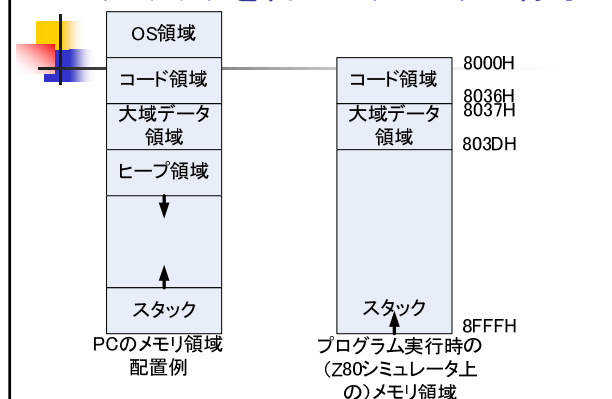 OS領域
コード領域
大域データ
領域
ヒープ領域
スタック
PCのメモリ領域
配置例
コード領域
大域データ
領域
スタック
8000H
8036H
8037H
803DH
8FFFH
プログラム実行時の
(Z80シミュレータ上
の)メモリ領域